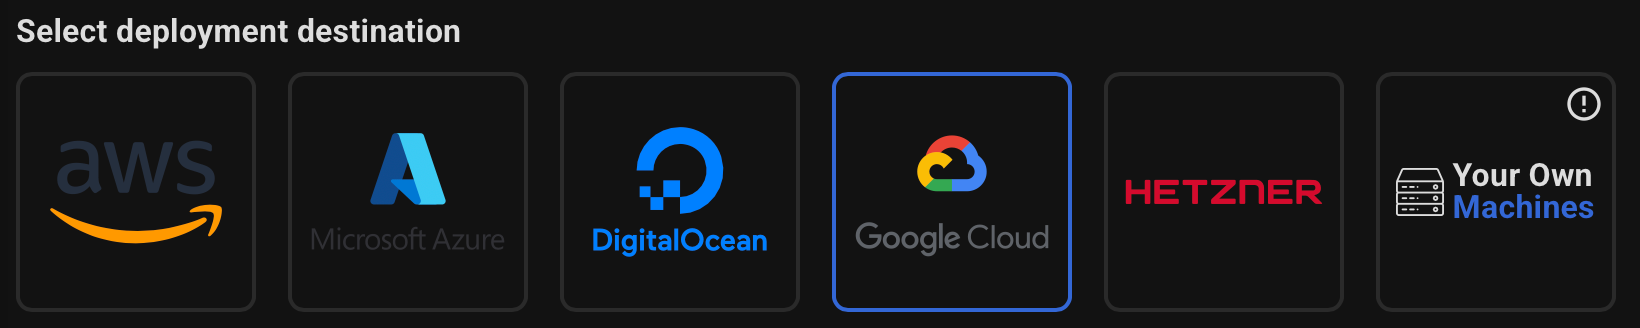 Select deployment destination
aws
Microsoft Azure
DigitalOcean
Google Cloud
HETZNER
Your Own
Machines